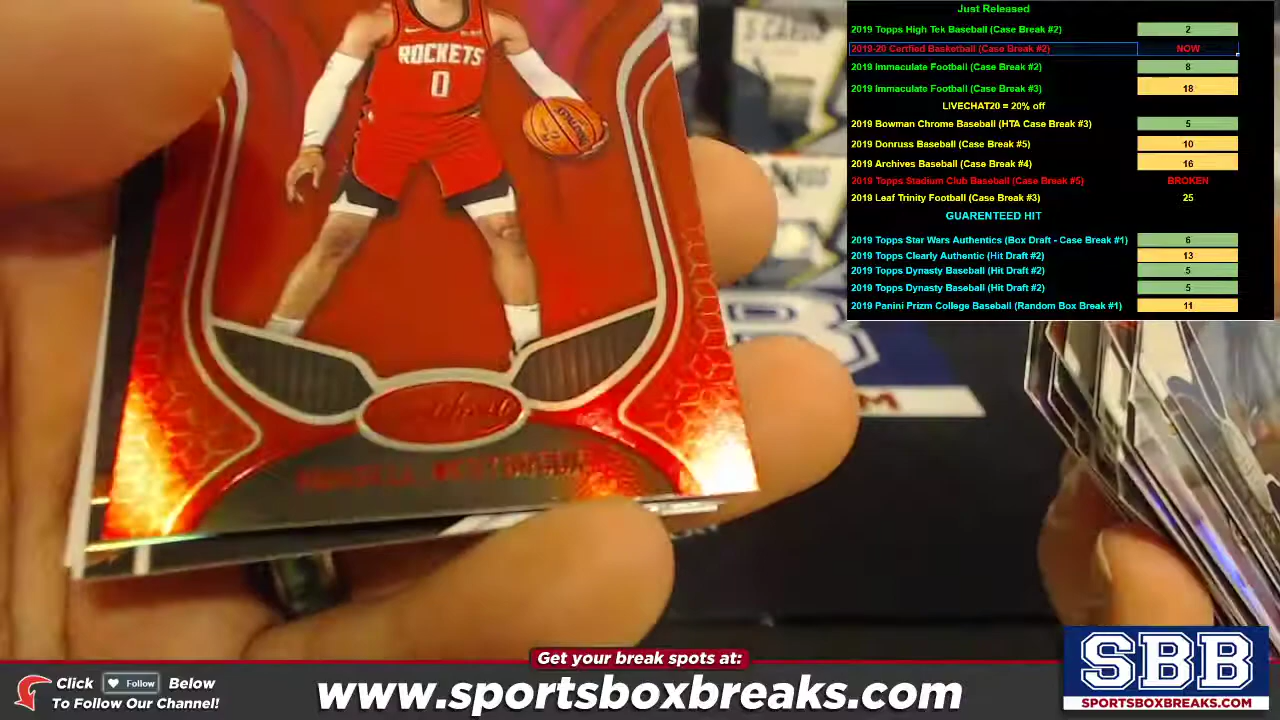 ROCKETS
0
SPALDING
RUSSELL WESTBROOK
Just Released
2019 Topps High Tek Baseball (Case Break #2) 2
2019-20 Certfied Basketball (Case Break #2) NOW
2019 Immaculate Football (Case Break #2) 8
2019 Immaculate Football (Case Break #3) 18
LIVECHAT20 = 20% off
2019 Bowman Chrome Baseball (HTA Case Break #3) 5
2019 Donruss Baseball (Case Break #5) 10
2019 Archives Baseball (Case Break #4) 16
2019 Topps Stadium Club Baseball (Case Break #5) BROKEN
2019 Leaf Trinity Football (Case Break #3) 25
GUARENTEED HIT
2019 Topps Star Wars Authentics (Box Draft - Case Break #1) 6
2019 Topps Clearly Authentic (Hit Draft #2) 13
2019 Topps Dynasty Baseball (Hit Draft #2) 5
2019 Topps Dynasty Baseball (Hit Draft #2) 5
2019 Panini Prizm College Baseball (Random Box Break #1) 11
Get your break spots at:
Click Follow Below
To Follow Our Channel!
www.sportsboxbreaks.com
SBB
SPORTSBOXBREAKS.COM